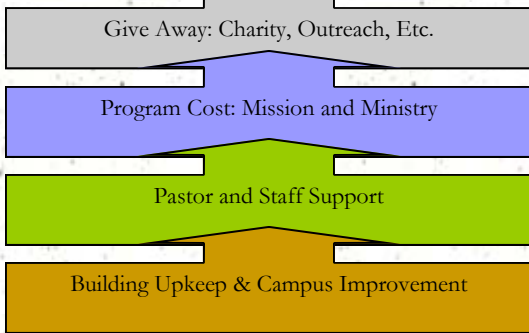 Give Away: Charity, Outreach, Etc.
Program Cost: Mission and Ministry
Pastor and Staff Support
Building Upkeep & Campus Improvement